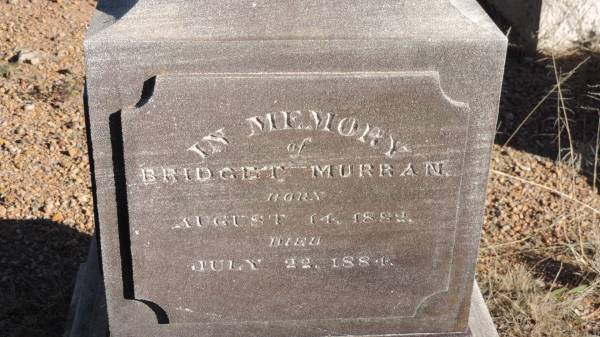 IN MEMORY
of
BRIDGET MURRAN.
BORN
AUGUST 14, 1882.
DIED
JULY 22, 1884.